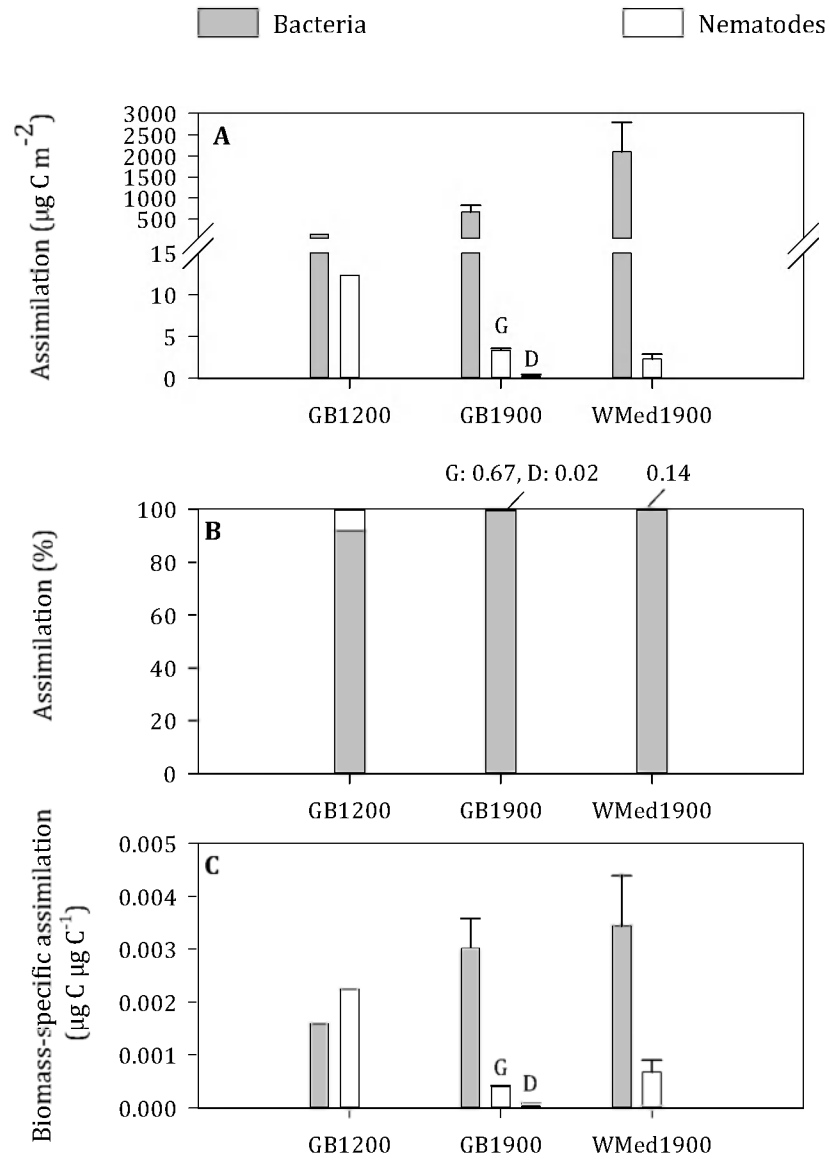 Bacteria Nematodes
Assimilation (µg C m⁻²)
A
3000
2500
2000
1500
1000
500
15
10
5
0
G
D
GB1200 GB1900 WMed1900
Assimilation (%)
G: 0.67, D: 0.02 0.14
B
100
80
60
40
20
0
GB1200 GB1900 WMed1900
Biomass-specific assimilation
(µg C µg C⁻¹)
C
0.005
0.004
0.003
0.002
0.001
0.000
G
D
GB1200 GB1900 WMed1900